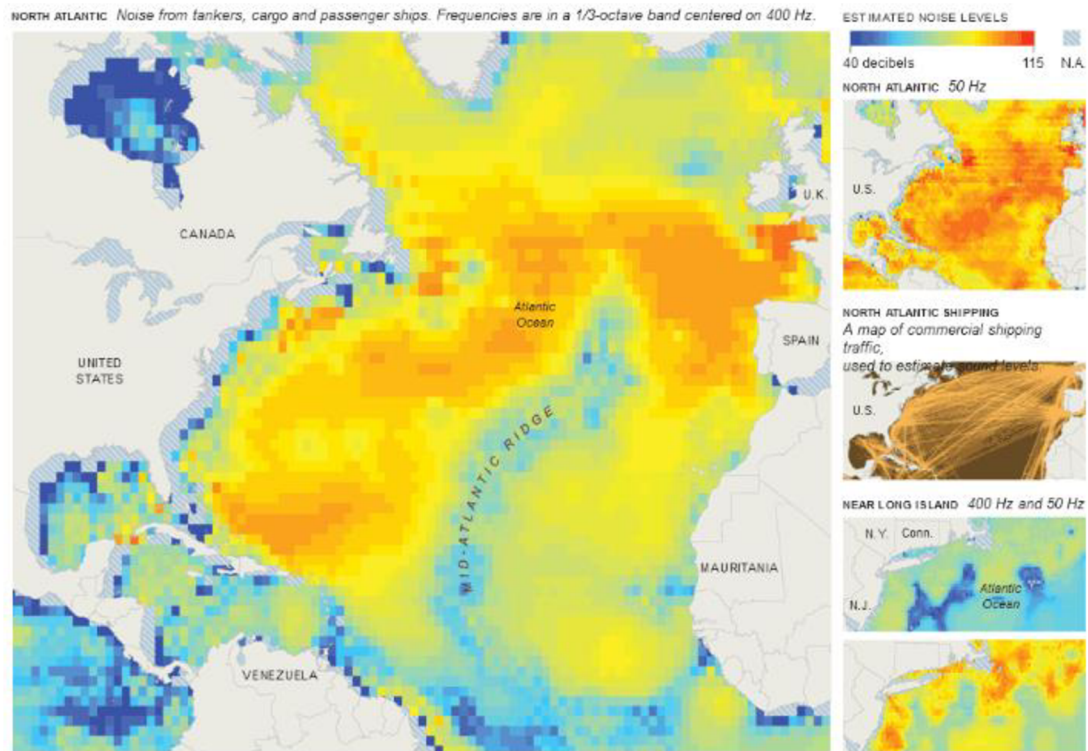 NORTH ATLANTIC Noise from tankers, cargo and passenger ships. Frequencies are in a 1/3-octave band centered on 400 Hz.
CANADA
UNITED
STATES
Atlantic
Ocean
U.K.
SPAIN
MID-ATLANTIC RIDGE
MAURITANIA
VENEZUELA
ESTIMATED NOISE LEVELS
40 decibels 115 N.A.
NORTH ATLANTIC 50 Hz
U.S.
NORTH ATLANTIC SHIPPING
A map of commercial shipping
traffic,
used to estimate sound levels.
U.S.
NEAR LONG ISLAND 400 Hz and 50 Hz
N.Y. Conn.
Atlantic
Ocean
N.J.